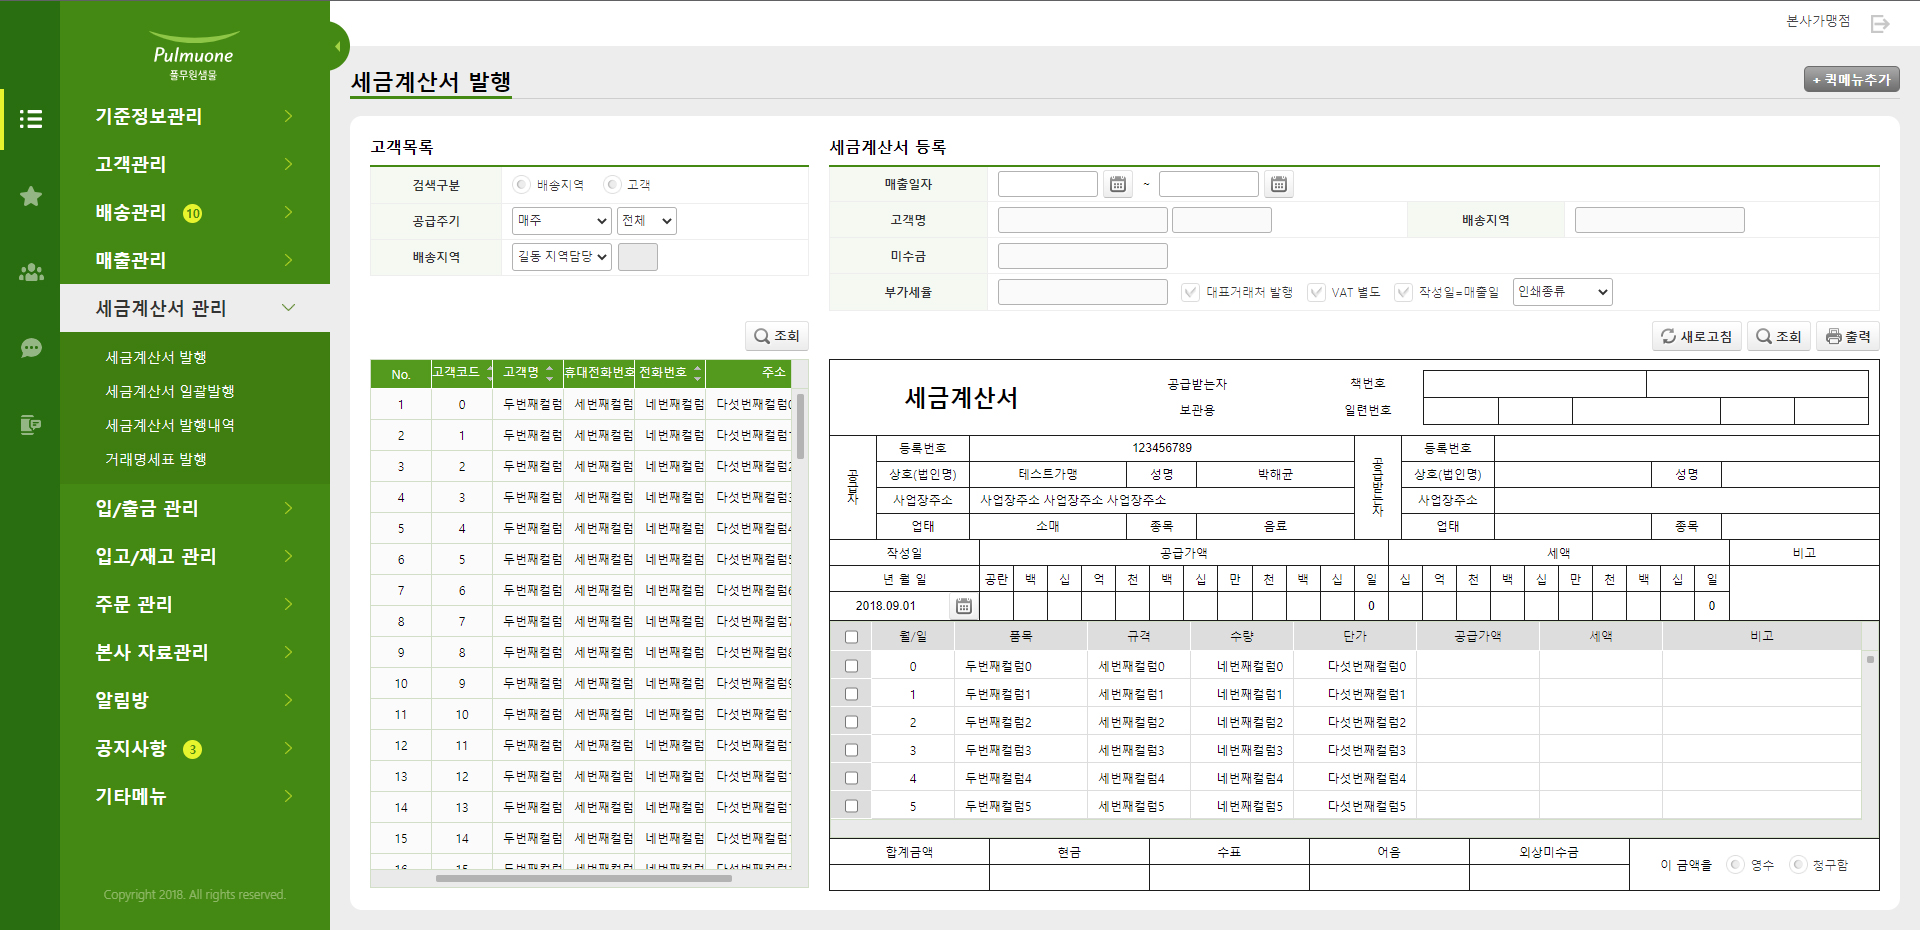 본사가맹점
Pulmuone
풀무원샘물
기준정보관리
고객관리
배송관리 10
매출관리
세금계산서 관리
세금계산서 발행
세금계산서 일괄발행
세금계산서 발행내역
거래명세표 발행
입/출금 관리
입고/재고 관리
주문 관리
본사 자료관리
알림방
공지사항 3
기타메뉴
Copyright 2018. All rights reserved.
세금계산서 발행
+ 퀵메뉴추가
고객목록
검색구분 배송지역 고객
공급주기 매주 전체
배송지역 길동 지역담당
조회
No. 고객코드 고객명 휴대전화번호 전화번호 주소
1 0 두번째컬럼 세번째컬럼 네번째컬럼 다섯번째컬럼0
2 1 두번째컬럼 세번째컬럼 네번째컬럼 다섯번째컬럼1
3 2 두번째컬럼 세번째컬럼 네번째컬럼 다섯번째컬럼2
4 3 두번째컬럼 세번째컬럼 네번째컬럼 다섯번째컬럼3
5 4 두번째컬럼 세번째컬럼 네번째컬럼 다섯번째컬럼4
6 5 두번째컬럼 세번째컬럼 네번째컬럼 다섯번째컬럼5
7 6 두번째컬럼 세번째컬럼 네번째컬럼 다섯번째컬럼6
8 7 두번째컬럼 세번째컬럼 네번째컬럼 다섯번째컬럼7
9 8 두번째컬럼 세번째컬럼 네번째컬럼 다섯번째컬럼8
10 9 두번째컬럼 세번째컬럼 네번째컬럼 다섯번째컬럼9
11 10 두번째컬럼 세번째컬럼 네번째컬럼 다섯번째컬럼1
12 11 두번째컬럼 세번째컬럼 네번째컬럼 다섯번째컬럼1
13 12 두번째컬럼 세번째컬럼 네번째컬럼 다섯번째컬럼1
14 13 두번째컬럼 세번째컬럼 네번째컬럼 다섯번째컬럼1
15 14 두번째컬럼 세번째컬럼 네번째컬럼 다섯번째컬럼1
16 15 두번째컬럼 세번째컬럼 네번째컬럼 다섯번째컬럼1
세금계산서 등록
매출일자 ~
고객명 배송지역
미수금
부가세율 대표거래처 발행 VAT 별도 작성일=매출일 인쇄종류
새로고침 조회 출력
세금계산서
공급받는자
보관용
책번호
일련번호
공급자
등록번호 123456789
상호(법인명) 테스트가맹 성명 박해균
사업장주소 사업장주소 사업장주소 사업장주소
업태 소매 종목 음료
공급받는자
등록번호
상호(법인명) 성명
사업장주소
업태 종목
작성일 공급가액 세액 비고
년 월 일 공란 백 십 억 천 백 십 만 천 백 십 일 십 억 천 백 십 만 천 백 십 일
2018.09.01 0 0
월/일 품목 규격 수량 단가 공급가액 세액 비고
0 두번째컬럼0 세번째컬럼0 네번째컬럼0 다섯번째컬럼0
1 두번째컬럼1 세번째컬럼1 네번째컬럼1 다섯번째컬럼1
2 두번째컬럼2 세번째컬럼2 네번째컬럼2 다섯번째컬럼2
3 두번째컬럼3 세번째컬럼3 네번째컬럼3 다섯번째컬럼3
4 두번째컬럼4 세번째컬럼4 네번째컬럼4 다섯번째컬럼4
5 두번째컬럼5 세번째컬럼5 네번째컬럼5 다섯번째컬럼5
합계금액 현금 수표 어음 외상미수금
이 금액을 영수 청구함